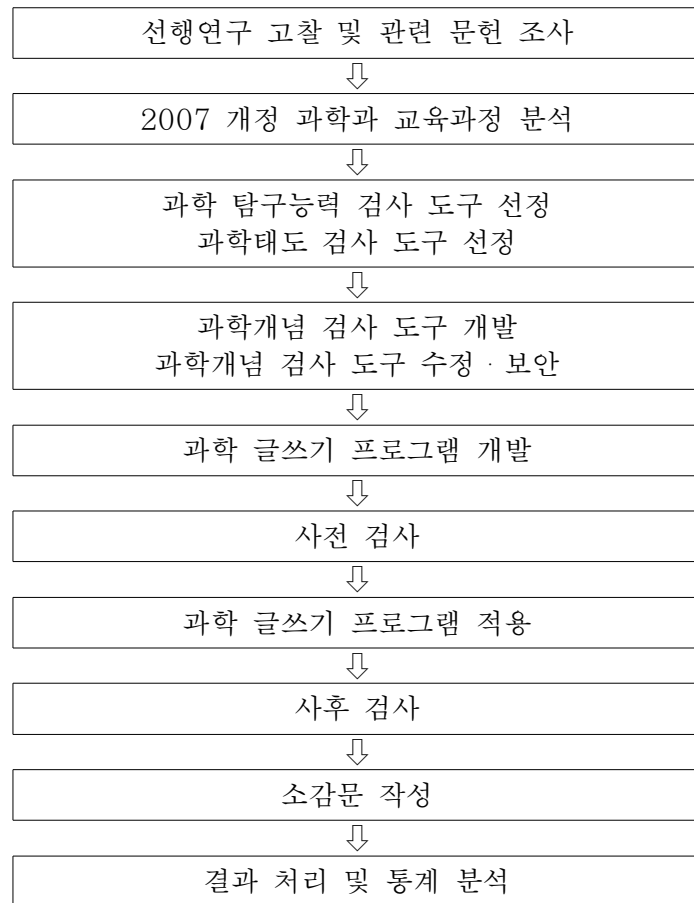 선행연구 고찰 및 관련 문헌 조사
2007 개정 과학과 교육과정 분석
과학 탐구능력 검사 도구 선정
과학태도 검사 도구 선정
과학개념 검사 도구 개발
과학개념 검사 도구 수정 · 보안
과학 글쓰기 프로그램 개발
사전 검사
과학 글쓰기 프로그램 적용
사후 검사
소감문 작성
결과 처리 및 통계 분석